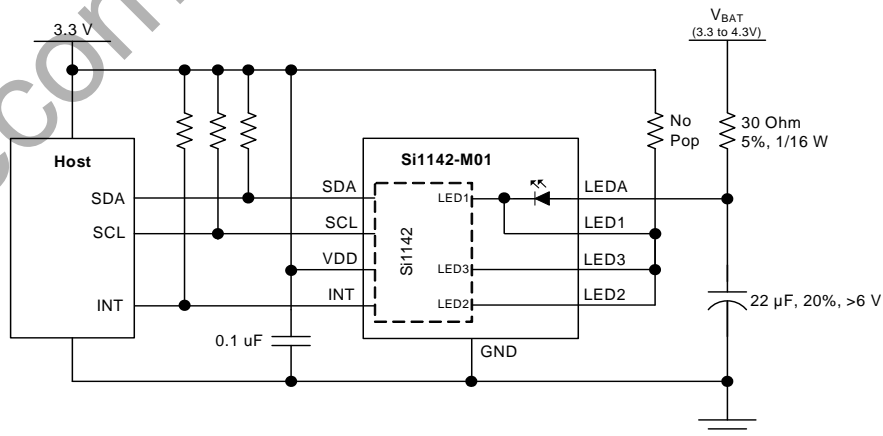 3.3 V
V_BAT
(3.3 to 4.3V)
No
Pop
30 Ohm
5%, 1/16 W
Host
Si1142-M01
SDA
SDA
LED1
LEDA
SCL
SCL
LED1
Si1142
VDD
LED3
LED3
INT
INT
LED2
LED2
22 µF, 20%, >6 V
0.1 uF
GND
com